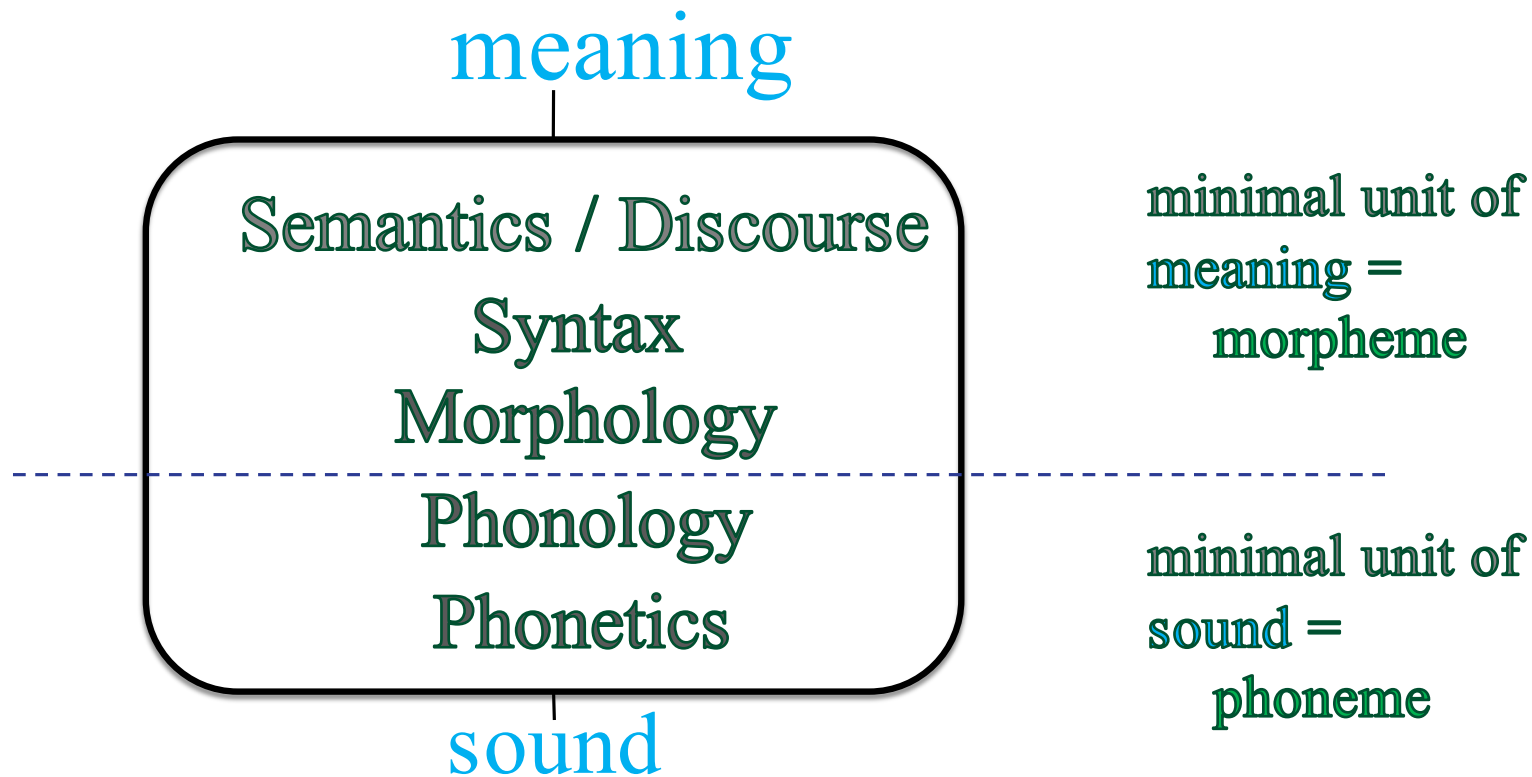 meaning
Semantics / Discourse
Syntax
Morphology
Phonology
Phonetics
sound
minimal unit of
meaning =
morpheme
minimal unit of
sound =
phoneme